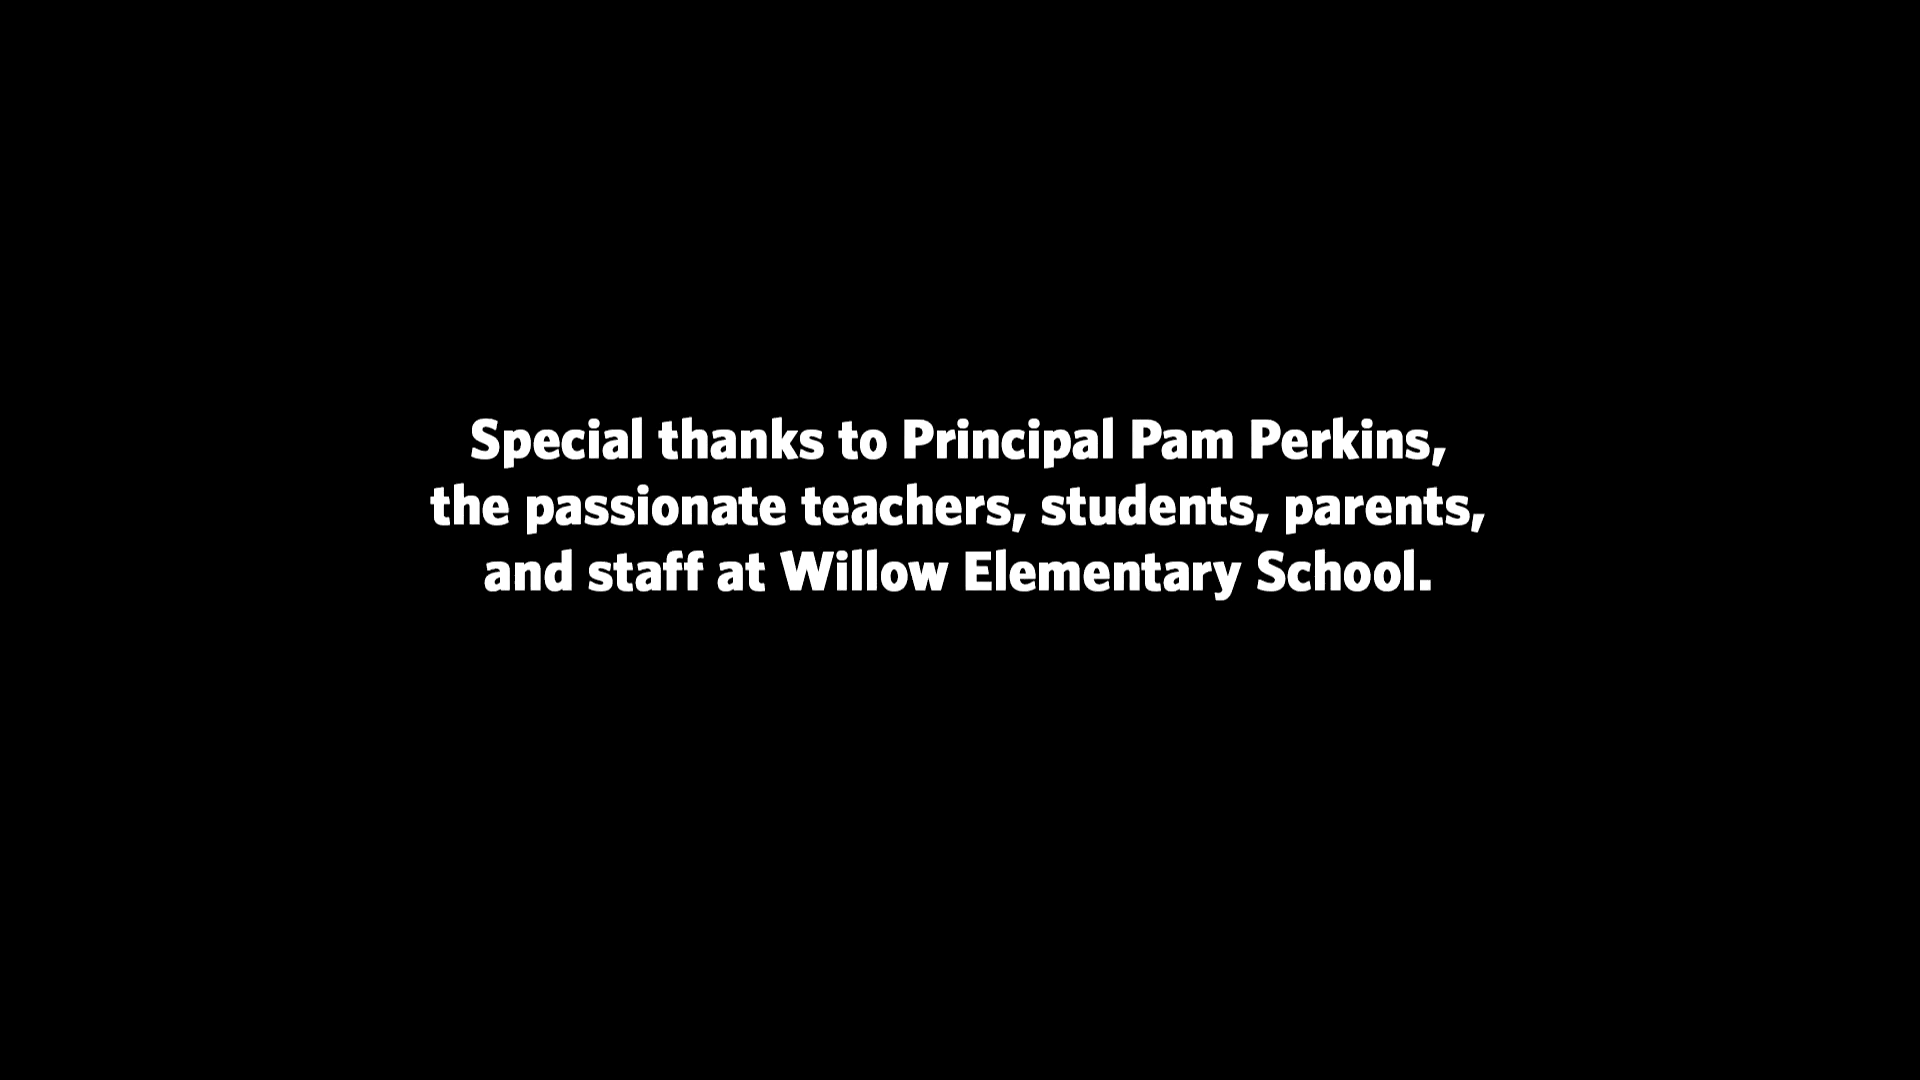 Special thanks to Principal Pam Perkins,
the passionate teachers, students, parents,
and staff at Willow Elementary School.